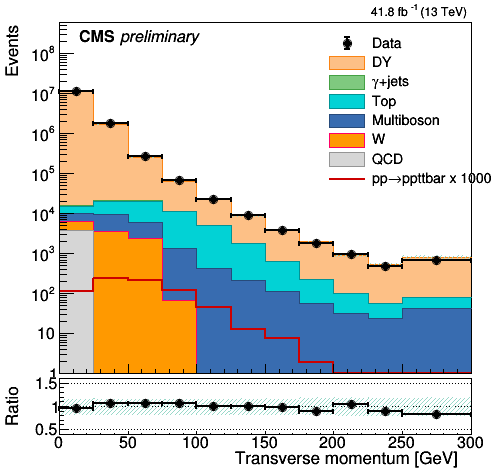 41.8 fb⁻¹ (13 TeV)
CMS preliminary
Events
10⁸
10⁷
10⁶
10⁵
10⁴
10³
10²
10
1
Data
DY
γ+jets
Top
Multiboson
W
QCD
pp→ppttbar x 1000
Ratio
1.5
1
0.5
0 50 100 150 200 250 300
Transverse momentum [GeV]